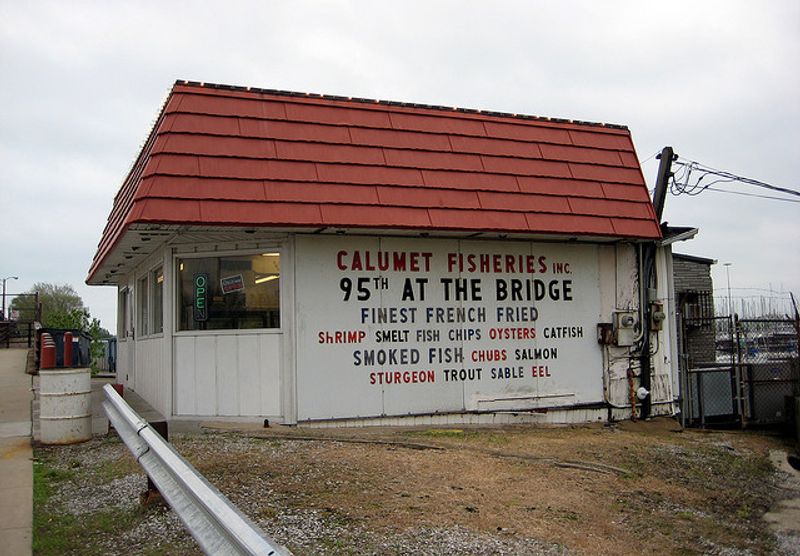 CALUMET FISHERIES INC.
95TH AT THE BRIDGE
FINEST FRENCH FRIED
ShRIMP SMELT FISH CHIPS OYSTERS CATFISH
SMOKED FISH CHUBS SALMON
STURGEON TROUT SABLE EEL
OPEN